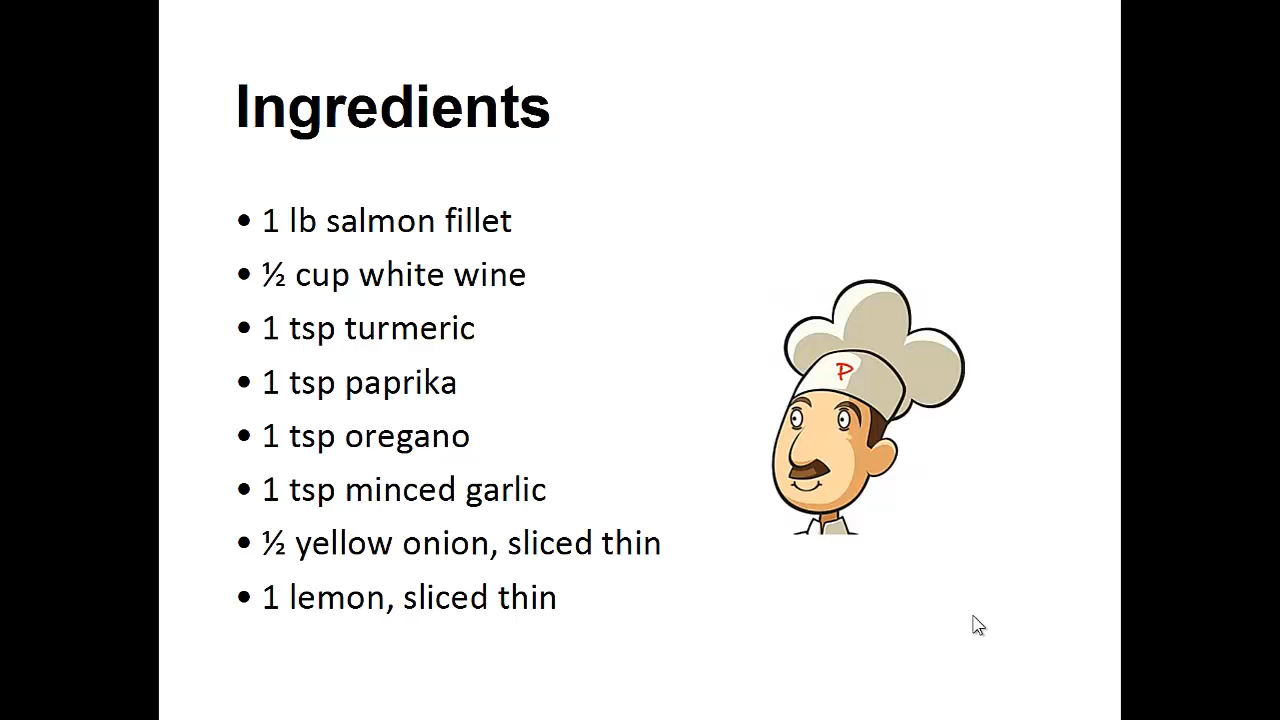 Ingredients
• 1 lb salmon fillet
• ½ cup white wine
• 1 tsp turmeric
• 1 tsp paprika
• 1 tsp oregano
• 1 tsp minced garlic
• ½ yellow onion, sliced thin
• 1 lemon, sliced thin
P